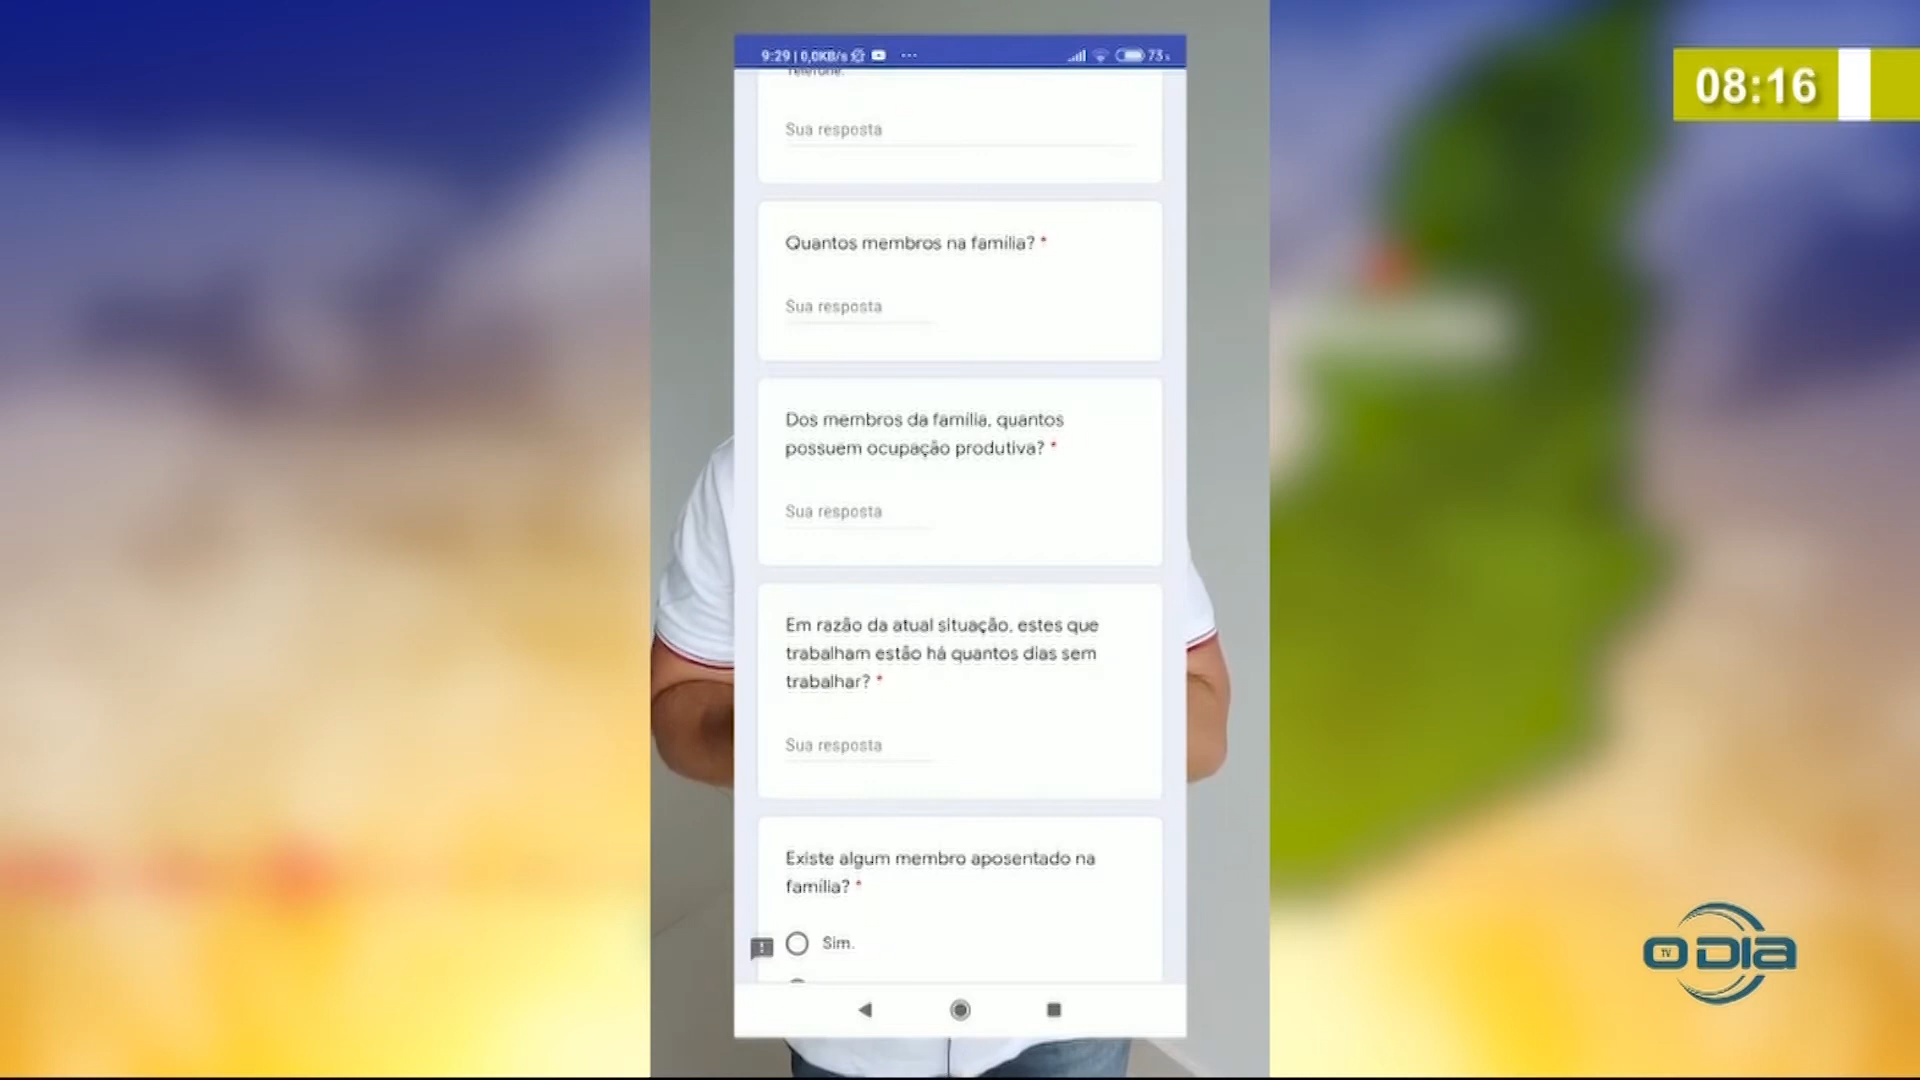 9:29 | 0,0KB/s ... 73
08:16
Telefone.
Sua resposta
Quantos membros na família? *
Sua resposta
Dos membros da família, quantos
possuem ocupação produtiva? *
Sua resposta
Em razão da atual situação, estes que
trabalham estão há quantos dias sem
trabalhar? *
Sua resposta
Existe algum membro aposentado na
família? *
Sim.
TV
O DIA